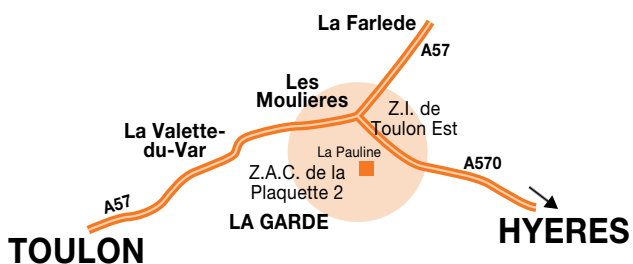 La Farlede
A57
Les
Moulieres
Z.I. de
Toulon Est
La Valette-
du-Var
La Pauline
A570
Z.A.C. de la
Plaquette 2
A57
LA GARDE
HYERES
TOULON